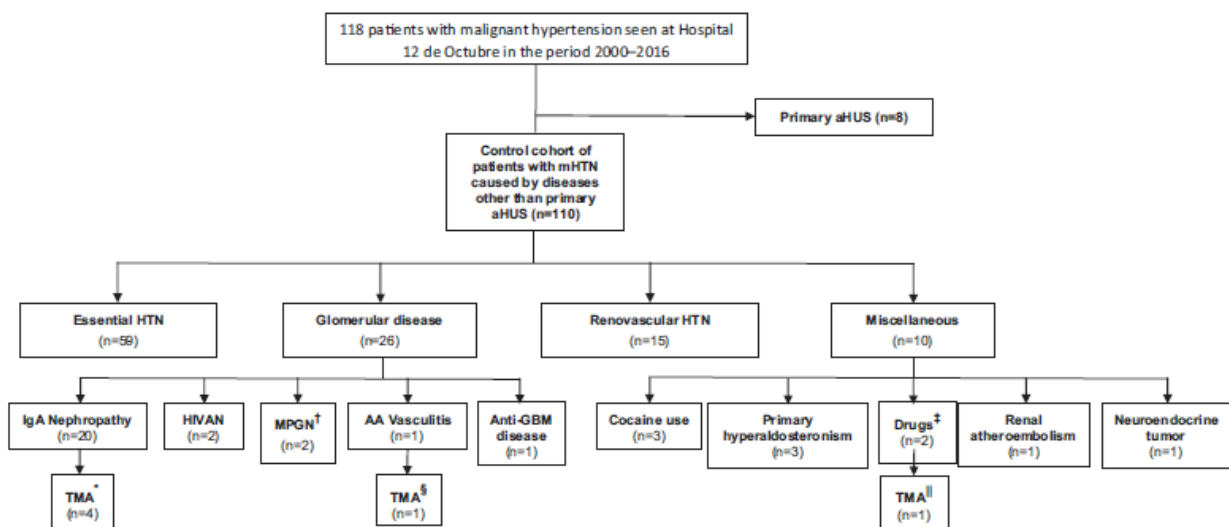 118 patients with malignant hypertension seen at Hospital
12 de Octubre in the period 2000–2016
Primary aHUS (n=8)
Control cohort of
patients with mHTN
caused by diseases
other than primary
aHUS (n=110)
Essential HTN
(n=59)
Glomerular disease
(n=26)
Renovascular HTN
(n=15)
Miscellaneous
(n=10)
IgA Nephropathy
(n=20)
HIVAN
(n=2)
MPGN†
(n=2)
AA Vasculitis
(n=1)
Anti-GBM
disease
(n=1)
Cocaine use
(n=3)
Primary
hyperaldosteronism
(n=3)
Drugs‡
(n=2)
Renal
atheroembolism
(n=1)
Neuroendocrine
tumor
(n=1)
TMA*
(n=4)
TMA§
(n=1)
TMA||
(n=1)